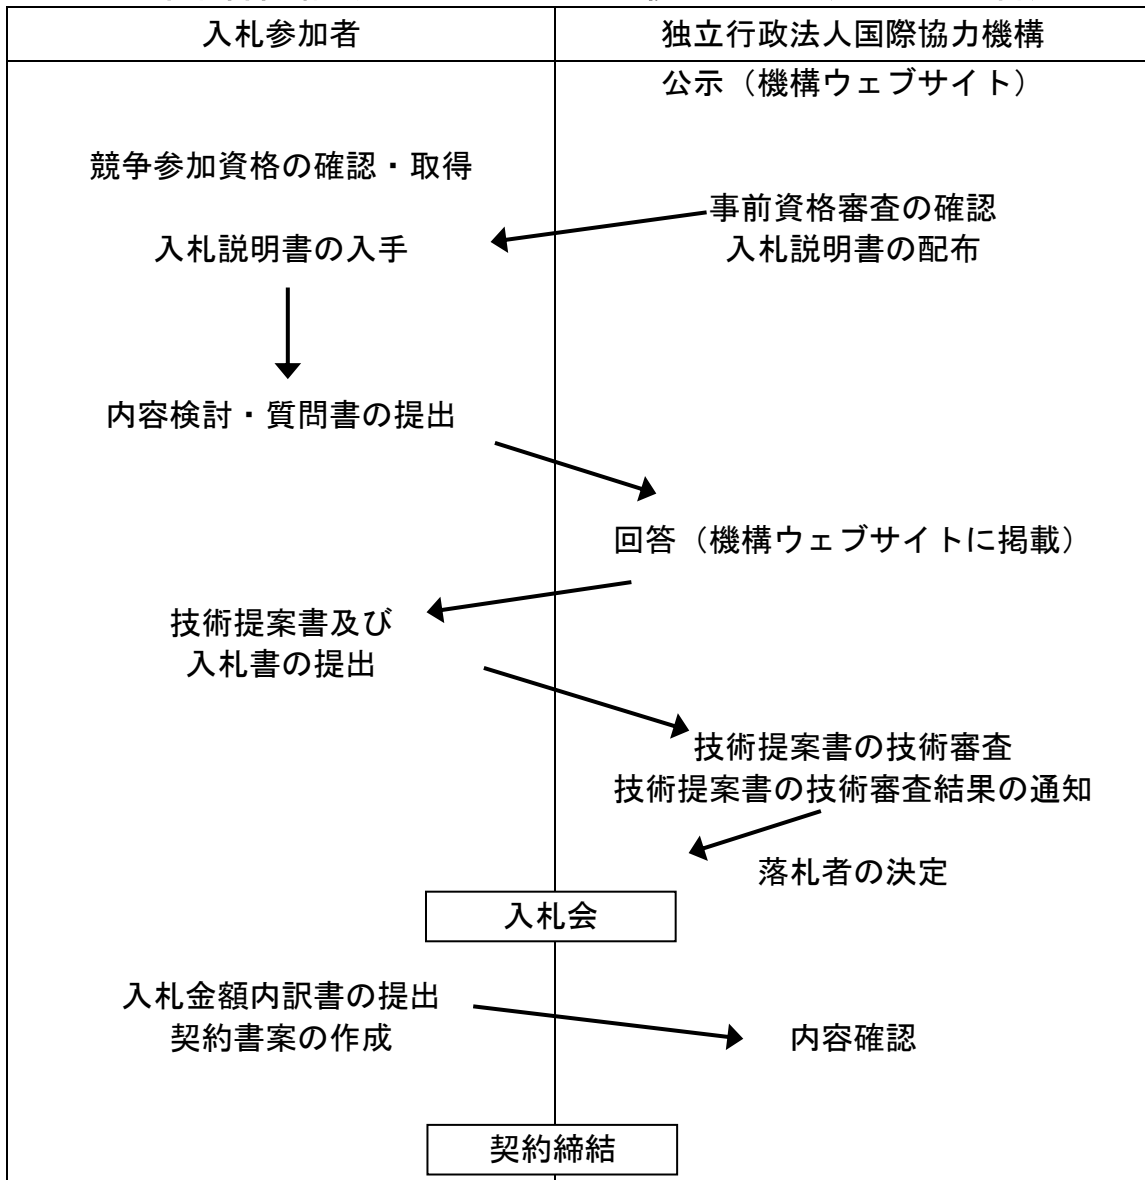 入札参加者
独立行政法人国際協力機構
公示（機構ウェブサイト）
競争参加資格の確認・取得
事前資格審査の確認
入札説明書の入手
入札説明書の配布
内容検討・質問書の提出
回答（機構ウェブサイトに掲載）
技術提案書及び
入札書の提出
技術提案書の技術審査
技術提案書の技術審査結果の通知
落札者の決定
入札会
入札金額内訳書の提出
契約書案の作成
内容確認
契約締結